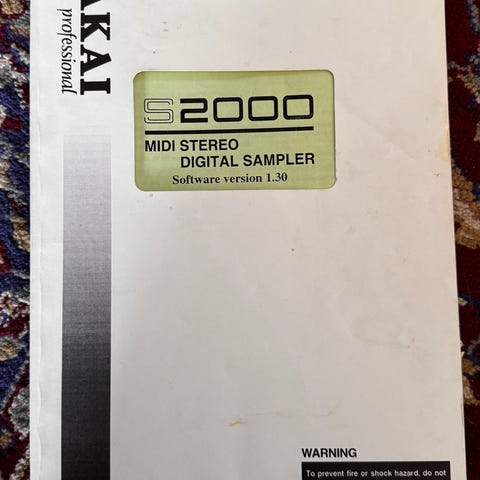 AKAI
professional
S2000
MIDI STEREO
DIGITAL SAMPLER
Software version 1.30
WARNING
To prevent fire or shock hazard, do not